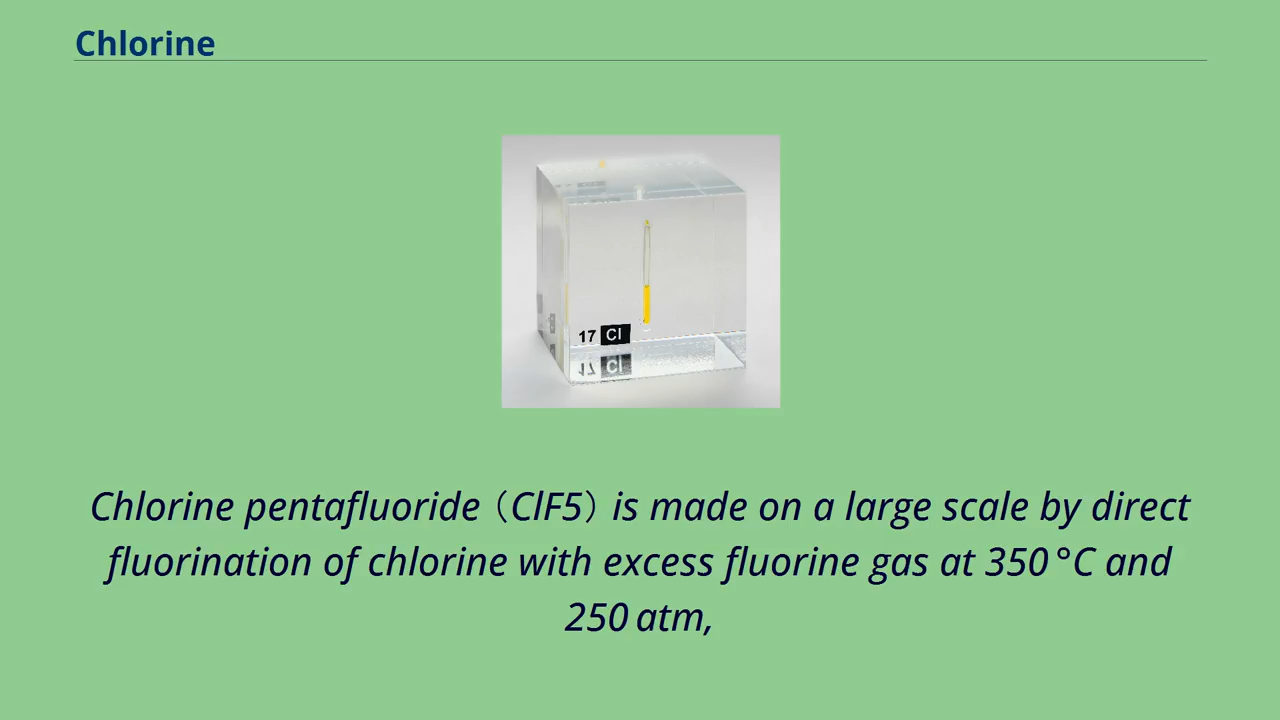 Chlorine
17 Cl
17 Cl
Chlorine pentafluoride（ClF5）is made on a large scale by direct
fluorination of chlorine with excess fluorine gas at 350 °C and
250 atm,